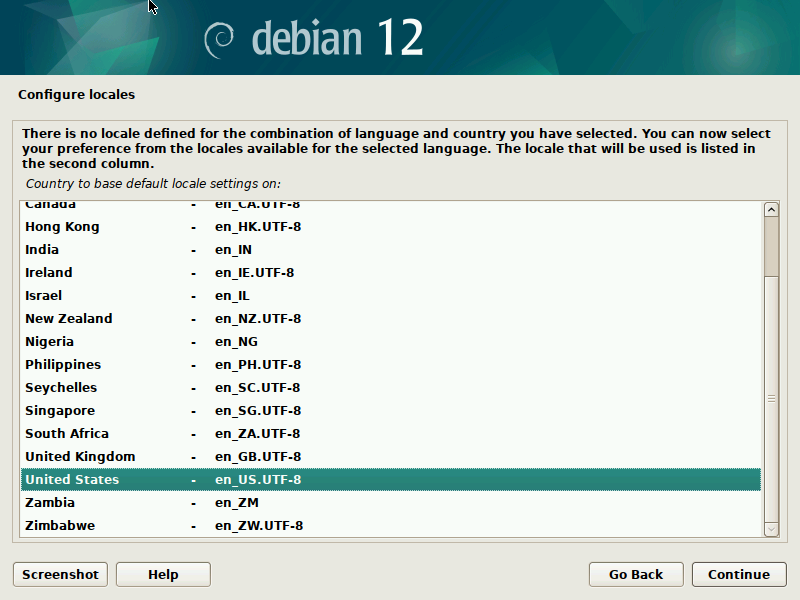 debian 12
Configure locales
There is no locale defined for the combination of language and country you have selected. You can now select
your preference from the locales available for the selected language. The locale that will be used is listed in
the second column.
Country to base default locale settings on:
Canada - en_CA.UTF-8
Hong Kong - en_HK.UTF-8
India - en_IN
Ireland - en_IE.UTF-8
Israel - en_IL
New Zealand - en_NZ.UTF-8
Nigeria - en_NG
Philippines - en_PH.UTF-8
Seychelles - en_SC.UTF-8
Singapore - en_SG.UTF-8
South Africa - en_ZA.UTF-8
United Kingdom - en_GB.UTF-8
United States - en_US.UTF-8
Zambia - en_ZM
Zimbabwe - en_ZW.UTF-8
Screenshot Help Go Back Continue